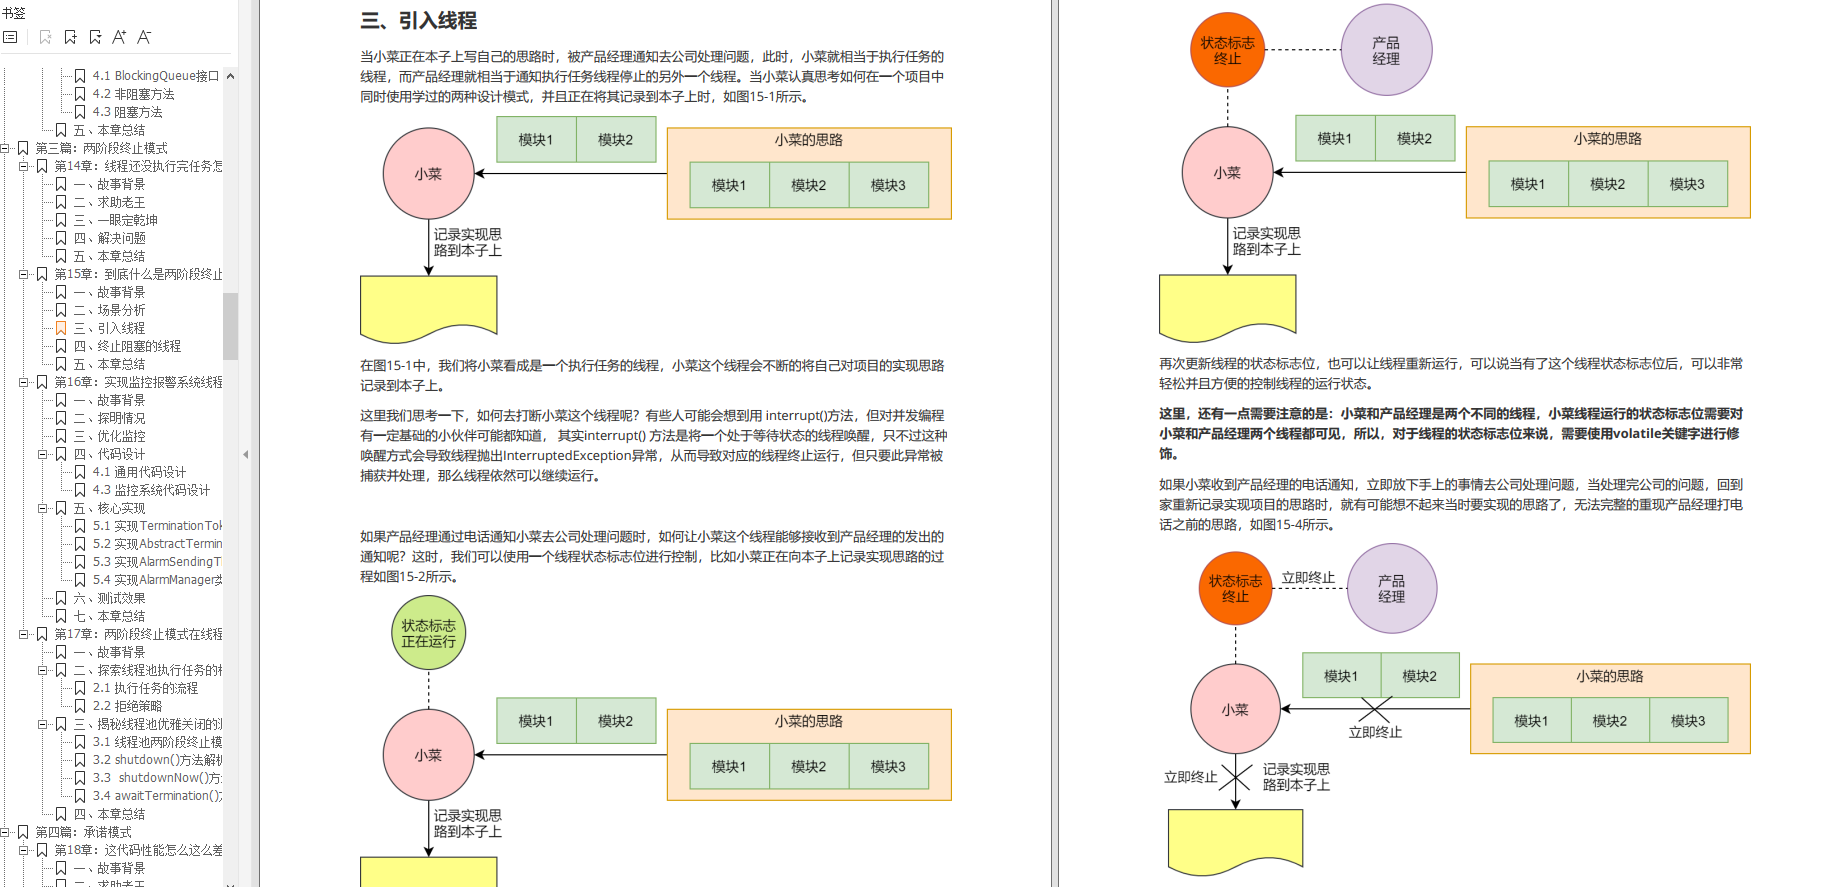 书签
4.1 BlockingQueue接口
4.2 非阻塞方法
4.3 阻塞方法
五、本章总结
第三篇：两阶段终止模式
第14章：线程还没执行完任务怎
一、故事背景
二、求助老王
三、一眼定乾坤
四、解决问题
五、本章总结
第15章：到底什么是两阶段终止
一、故事背景
二、场景分析
三、引入线程
四、终止阻塞的线程
五、本章总结
第16章：实现监控报警系统线程
一、故事背景
二、探明情况
三、优化监控
四、代码设计
4.1 通用代码设计
4.3 监控系统代码设计
五、核心实现
5.1 实现TerminationTok
5.2 实现AbstractTermin
5.3 实现AlarmSendingT
5.4 实现AlarmManager类
六、测试效果
七、本章总结
第17章：两阶段终止模式在线程
一、故事背景
二、探索线程池执行任务的
2.1 执行任务的流程
2.2 拒绝策略
三、揭秘线程池优雅关闭的
3.1 线程池两阶段终止模
3.2 shutdown()方法解析
3.3 shutdownNow()方
3.4 awaitTermination()
四、本章总结
第四篇：承诺模式
第18章：这代码性能怎么这么差
一、故事背景
二、求助老王
三、引入线程
当小菜正在本子上写自己的思路时，被产品经理通知去公司处理问题，此时，小菜就相当于执行任务的
线程，而产品经理就相当于通知执行任务线程停止的另外一个线程。当小菜认真思考如何在一个项目中
同时使用学过的两种设计模式，并且正在将其记录到本子上时，如图15-1所示。
模块1 模块2
小菜的思路
小菜
模块1 模块2 模块3
记录实现思
路到本子上
在图15-1中，我们将小菜看成是一个执行任务的线程，小菜这个线程会不断的将自己对项目的实现思路
记录到本子上。
这里我们思考一下，如何去打断小菜这个线程呢？有些人可能会想到用 interrupt()方法，但对并发编程
有一定基础的小伙伴可能都知道， 其实interrupt() 方法是将一个处于等待状态的线程唤醒，只不过这种
唤醒方式会导致线程抛出InterruptedException异常，从而导致对应的线程终止运行，但只要此异常被
捕获并处理，那么线程依然可以继续运行。
如果产品经理通过电话通知小菜去公司处理问题时，如何让小菜这个线程能够接收到产品经理的发出的
通知呢？这时，我们可以使用一个线程状态标志位进行控制，比如小菜正在向本子上记录实现思路的过
程如图15-2所示。
状态标志
正在运行
模块1 模块2
小菜的思路
小菜
模块1 模块2 模块3
记录实现思
路到本子上
状态标志
终止
产品
经理
模块1 模块2
小菜的思路
小菜
模块1 模块2 模块3
记录实现思
路到本子上
再次更新线程的状态标志位，也可以让线程重新运行，可以说当有了这个线程状态标志位后，可以非常
轻松并且方便的控制线程的运行状态。
这里，还有一点需要注意的是：小菜和产品经理是两个不同的线程，小菜线程运行的状态标志位需要对
小菜和产品经理两个线程都可见，所以，对于线程的状态标志位来说，需要使用volatile关键字进行修
饰。
如果小菜收到产品经理的电话通知，立即放下手上的事情去公司处理问题，当处理完公司的问题，回到
家重新记录实现项目的思路时，就有可能想不起来当时要实现的思路了，无法完整的重现产品经理打电
话之前的思路，如图15-4所示。
状态标志
终止
立即终止
产品
经理
模块1 模块2
小菜的思路
小菜
模块1 模块2 模块3
立即终止
立即终止
记录实现思
路到本子上